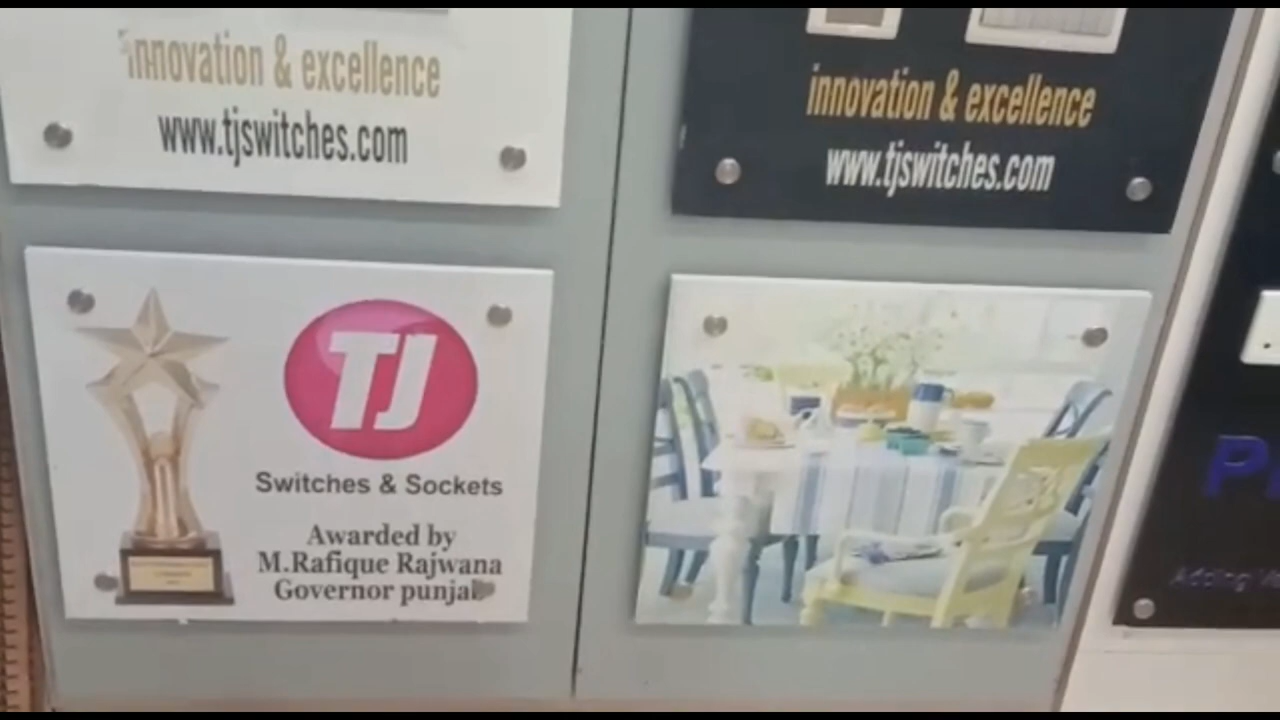 innovation & excellence
www.tjswitches.com
innovation & excellence
www.tjswitches.com
TJ
Switches & Sockets
Awarded by
M.Rafique Rajwana
Governor punjab
Adding